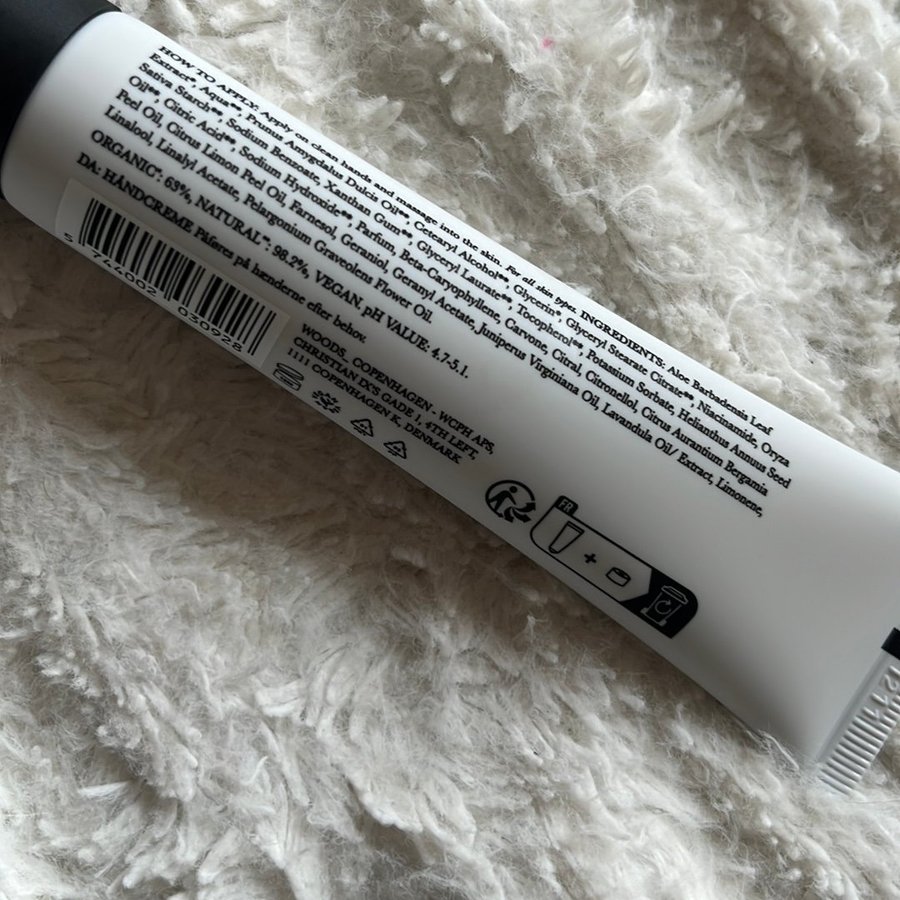 HOW TO APPLY: Apply on clean hands and massage into the skin. For all skin types. INGREDIENTS: Aloe Barbadensis Leaf
Extract*, Aqua**, Prunus Amygdalus Dulcis Oil**, Cetearyl Alcohol**, Glycerin*, Glyceryl Stearate Citrate**, Niacinamide, Oryza
Sativa Starch**, Sodium Benzoate, Xanthan Gum**, Glyceryl Laurate**, Tocopherol**, Potassium Sorbate, Helianthus Annuus Seed
Oil**, Citric Acid**, Sodium Hydroxide**, Parfum, Beta-Caryophyllene, Carvone, Citral, Citronellol, Citrus Aurantium Bergamia
Peel Oil, Citrus Limon Peel Oil, Farnesol, Geraniol, Geranyl Acetate, Juniperus Virginiana Oil, Lavandula Oil/ Extract, Limonene,
Linalool, Linalyl Acetate, Pelargonium Graveolens Flower Oil.
ORGANIC*: 63%, NATURAL**: 98.2%, VEGAN. pH VALUE: 4.7-5.1.
DA: HÅNDCREME Påføres på hænderne efter behov.
5 744002 030928
WOODS_ COPENHAGEN - WCPH APS,
CHRISTIAN IX'S GADE 1, 4TH LEFT,
1111 COPENHAGEN K, DENMARK
FR
+